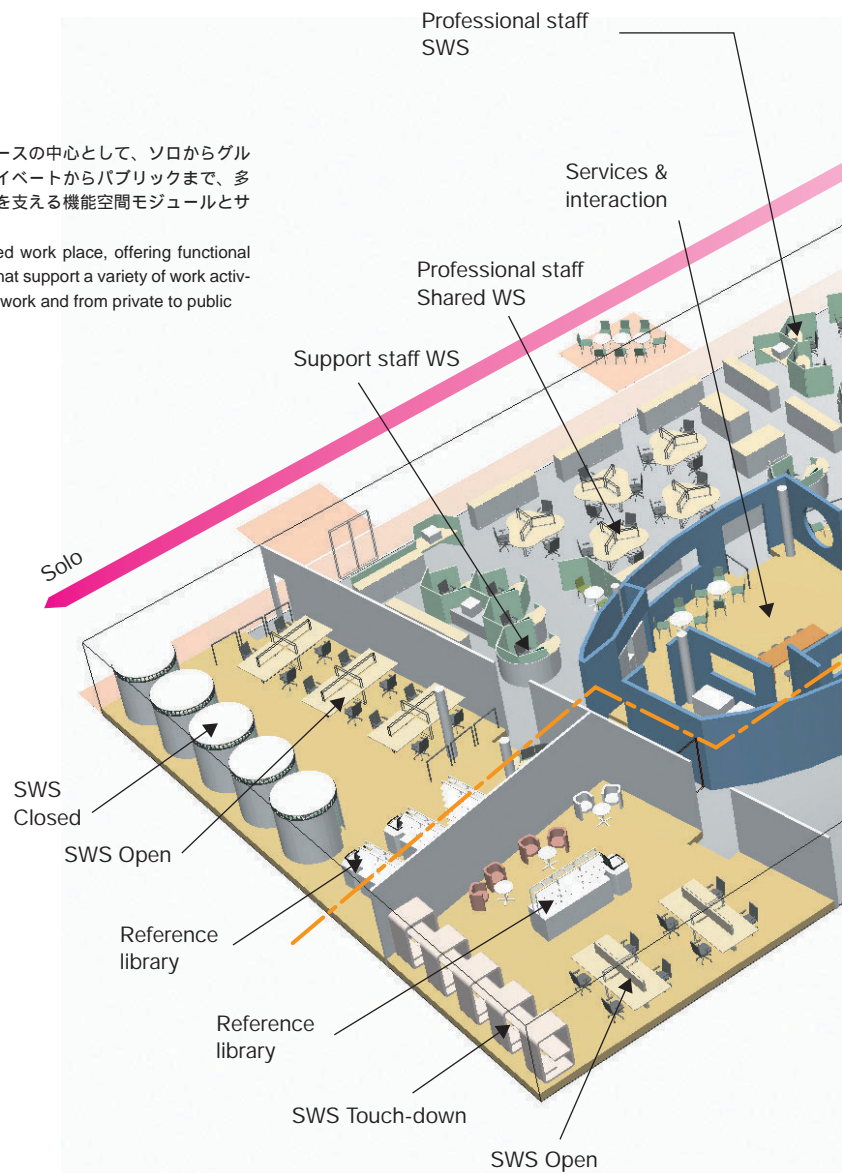 Professional staff
SWS
ースの中心として、ソロからグル
イベートからパブリックまで、多
を支える機能空間モジュールとサ
ed work place, offering functional
hat support a variety of work activ-
work and from private to public
Services &
interaction
Professional staff
Shared WS
Support staff WS
Solo
SWS
Closed
SWS Open
Reference
library
Reference
library
SWS Touch-down
SWS Open